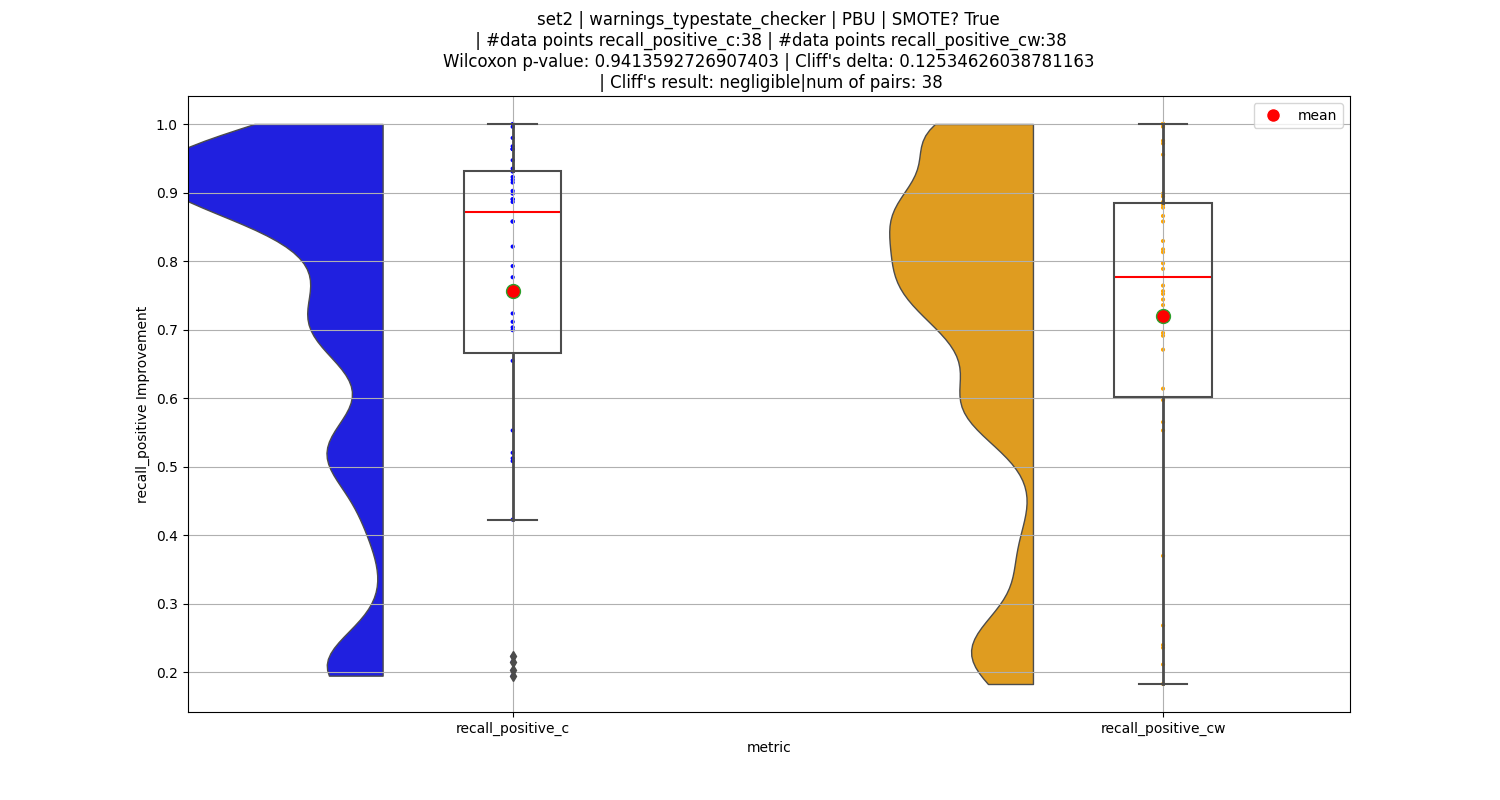 set2 | warnings_typestate_checker | PBU | SMOTE? True
| #data points recall_positive_c:38 | #data points recall_positive_cw:38
Wilcoxon p-value: 0.9413592726907403 | Cliff's delta: 0.12534626038781163
| Cliff's result: negligible|num of pairs: 38
mean
1.0
0.9
0.8
0.7
0.6
0.5
0.4
0.3
0.2
recall_positive Improvement
recall_positive_c
recall_positive_cw
metric